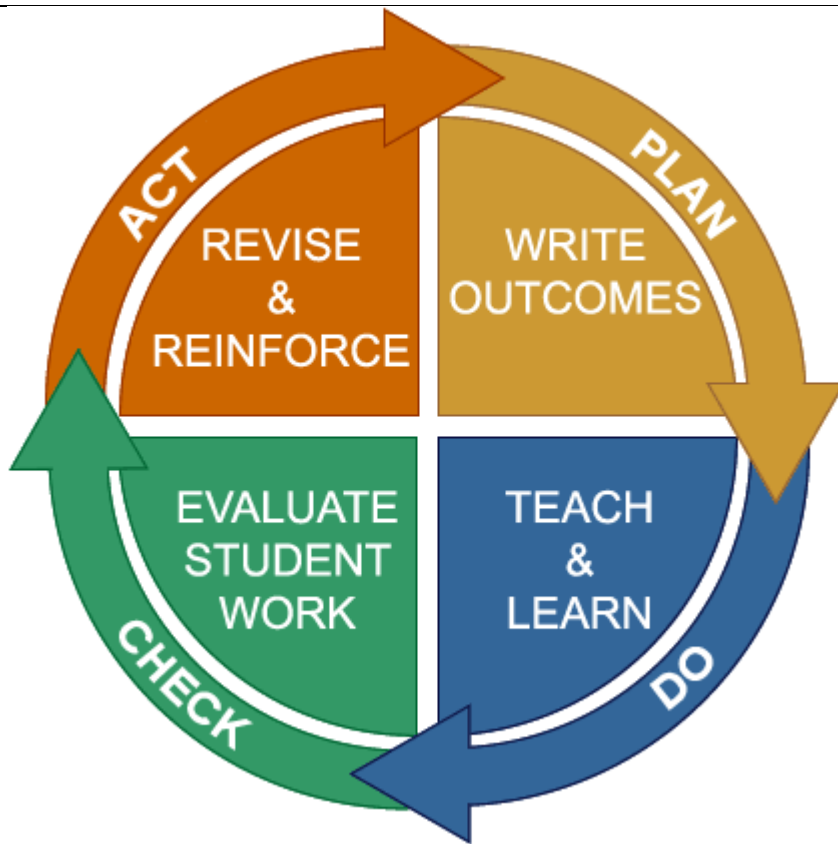 ACT
REVISE
&
REINFORCE
PLAN
WRITE
OUTCOMES
DO
TEACH
&
LEARN
CHECK
EVALUATE
STUDENT
WORK